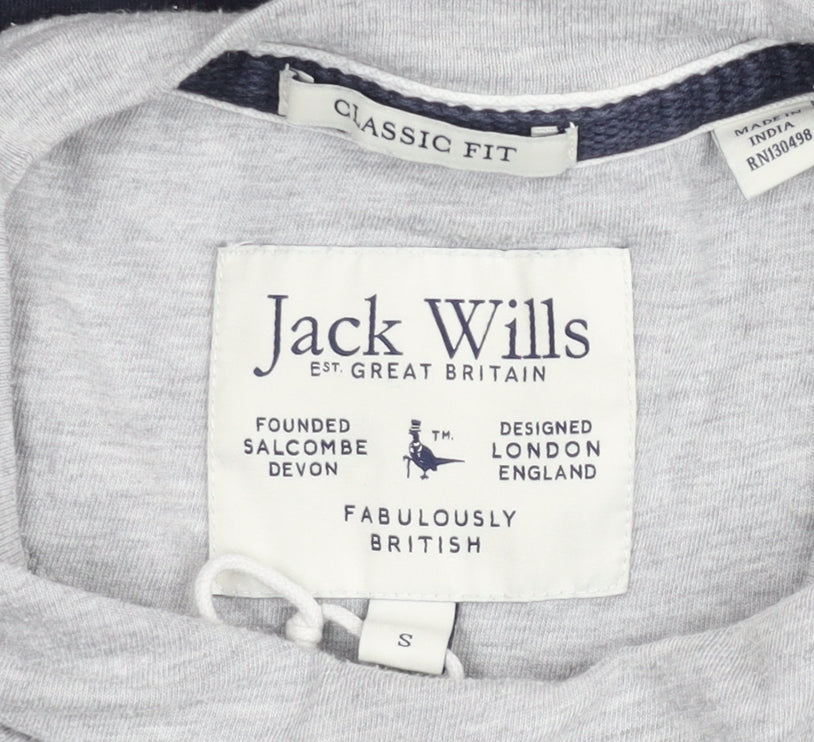 CLASSIC FIT
MADE IN
INDIA
RN130498
Jack Wills
EST. GREAT BRITAIN
FOUNDED
SALCOMBE
DEVON
TM.
DESIGNED
LONDON
ENGLAND
FABULOUSLY
BRITISH
S